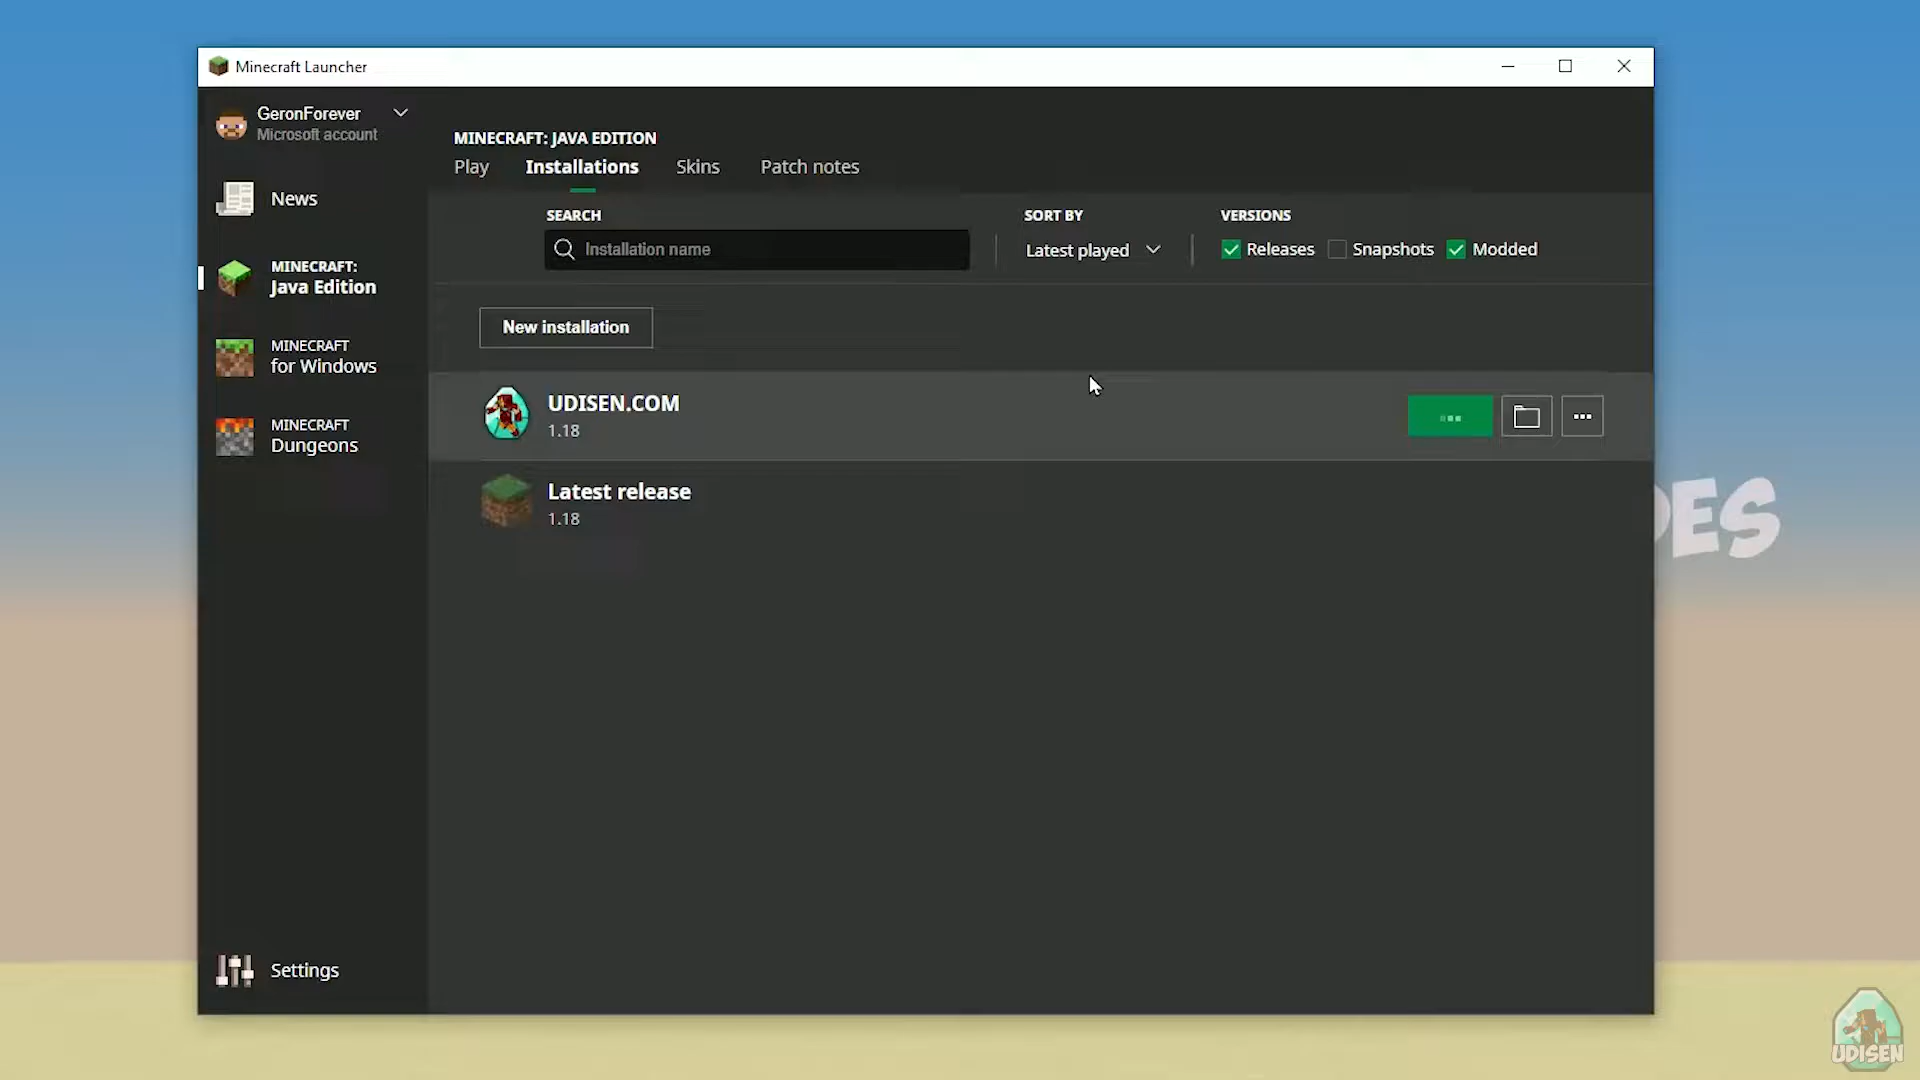 Minecraft Launcher
GeronForever
Microsoft account
News
MINECRAFT:
Java Edition
MINECRAFT
for Windows
MINECRAFT
Dungeons
Settings
MINECRAFT: JAVA EDITION
Play Installations Skins Patch notes
SEARCH SORT BY VERSIONS
Installation name Latest played Releases Snapshots Modded
New installation
UDISEN.COM
1.18
Latest release
1.18
UDISEN